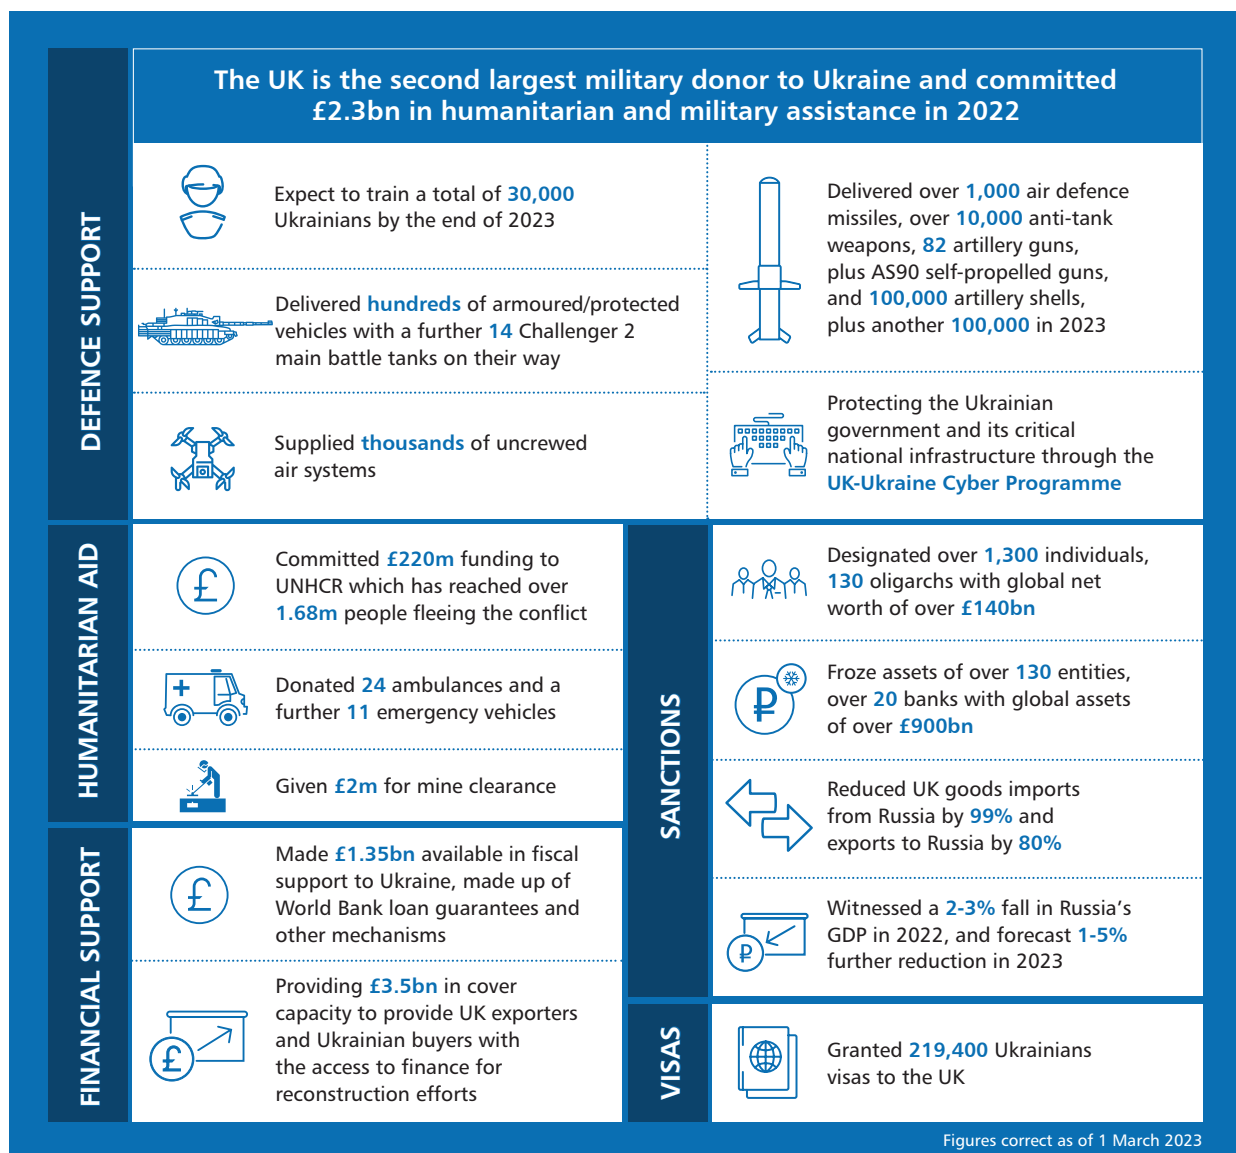 The UK is the second largest military donor to Ukraine and committed
£2.3bn in humanitarian and military assistance in 2022
DEFENCE SUPPORT
Expect to train a total of 30,000
Ukrainians by the end of 2023
Delivered hundreds of armoured/protected
vehicles with a further 14 Challenger 2
main battle tanks on their way
Supplied thousands of uncrewed
air systems
Delivered over 1,000 air defence
missiles, over 10,000 anti-tank
weapons, 82 artillery guns,
plus AS90 self-propelled guns,
and 100,000 artillery shells,
plus another 100,000 in 2023
Protecting the Ukrainian
government and its critical
national infrastructure through the
UK-Ukraine Cyber Programme
HUMANITARIAN AID
£
Committed £220m funding to
UNHCR which has reached over
1.68m people fleeing the conflict
Donated 24 ambulances and a
further 11 emergency vehicles
Given £2m for mine clearance
FINANCIAL SUPPORT
£
Made £1.35bn available in fiscal
support to Ukraine, made up of
World Bank loan guarantees and
other mechanisms
£
Providing £3.5bn in cover
capacity to provide UK exporters
and Ukrainian buyers with
the access to finance for
reconstruction efforts
SANCTIONS
Designated over 1,300 individuals,
130 oligarchs with global net
worth of over £140bn
₽
Froze assets of over 130 entities,
over 20 banks with global assets
of over £900bn
Reduced UK goods imports
from Russia by 99% and
exports to Russia by 80%
₽
Witnessed a 2-3% fall in Russia’s
GDP in 2022, and forecast 1-5%
further reduction in 2023
VISAS
Granted 219,400 Ukrainians
visas to the UK
Figures correct as of 1 March 2023